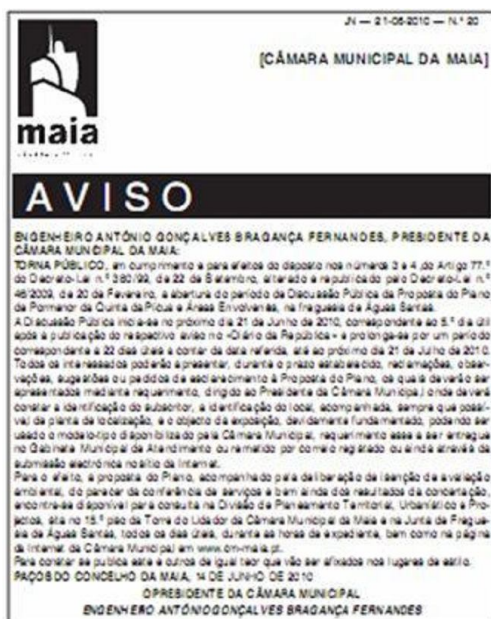 JN — 21-06-2010 — N.º 20
[CÂMARA MUNICIPAL DA MAIA]
maia
AVISO
ENGENHEIRO ANTÓNIO GONÇALVES BRAGANÇA FERNANDES, PRESIDENTE DA
CÂMARA MUNICIPAL DA MAIA:
TORNA PÚBLICO, em cumprimento e para efeitos do disposto nos números 3 e 4 do Artigo 77.º
do Decreto-Lei n.º 380/99, de 22 de Setembro, alterado e republicado pelo Decreto-Lei n.º
46/2009, de 20 de Fevereiro, a abertura do período de Discussão Pública da Proposta do Plano
de Pormenor da Quinta da Pícua e Áreas Envolventes, na freguesia de Águas Santas.
A Discussão Pública inicia-se no próximo dia 21 de Junho de 2010, correspondente ao 5.º dia útil
após a publicação do respectivo aviso no «Diário da República» e prolonga-se por um período
correspondente a 22 dias úteis a contar da data referida, até ao próximo dia 21 de Julho de 2010.
Todos os interessados poderão apresentar, durante o prazo estabelecido, reclamações, obser-
vações, sugestões ou pedidos de esclarecimento à Proposta do Plano, os quais deverão ser
apresentados mediante requerimento, dirigido ao Presidente da Câmara Municipal, onde deverá
constar a identificação do subscritor, a identificação do local, acompanhada, sempre que possí-
vel, da planta de localização, e o objecto da exposição, devidamente fundamentado, podendo ser
usado o modelo-tipo disponibilizado pela Câmara Municipal, requerimento esse a ser entregue
no Gabinete Municipal de Atendimento ou remetido por correio registado ou ainda através de
submissão electrónica no sítio da Internet.
Para o efeito, a proposta do Plano, acompanhado pela deliberação de isenção de avaliação
ambiental, do parecer da conferência de serviços e bem ainda dos resultados da concertação,
encontra-se disponível para consulta na Divisão de Planeamento Territorial, Urbanístico e Pro-
jectos, sita no 15.º piso da Torre do Lidador da Câmara Municipal da Maia e na Junta de Fregue-
sia de Águas Santas, todos os dias úteis, durante as horas de expediente, bem como na página
da Internet da Câmara Municipal em www.cm-maia.pt.
Para constar se publica este e outros de igual teor que vão ser afixados nos lugares de estilo.
PAÇOS DO CONCELHO DA MAIA, 14 DE JUNHO DE 2010
O PRESIDENTE DA CÂMARA MUNICIPAL
ENGENHEIRO ANTÓNIO GONÇALVES BRAGANÇA FERNANDES